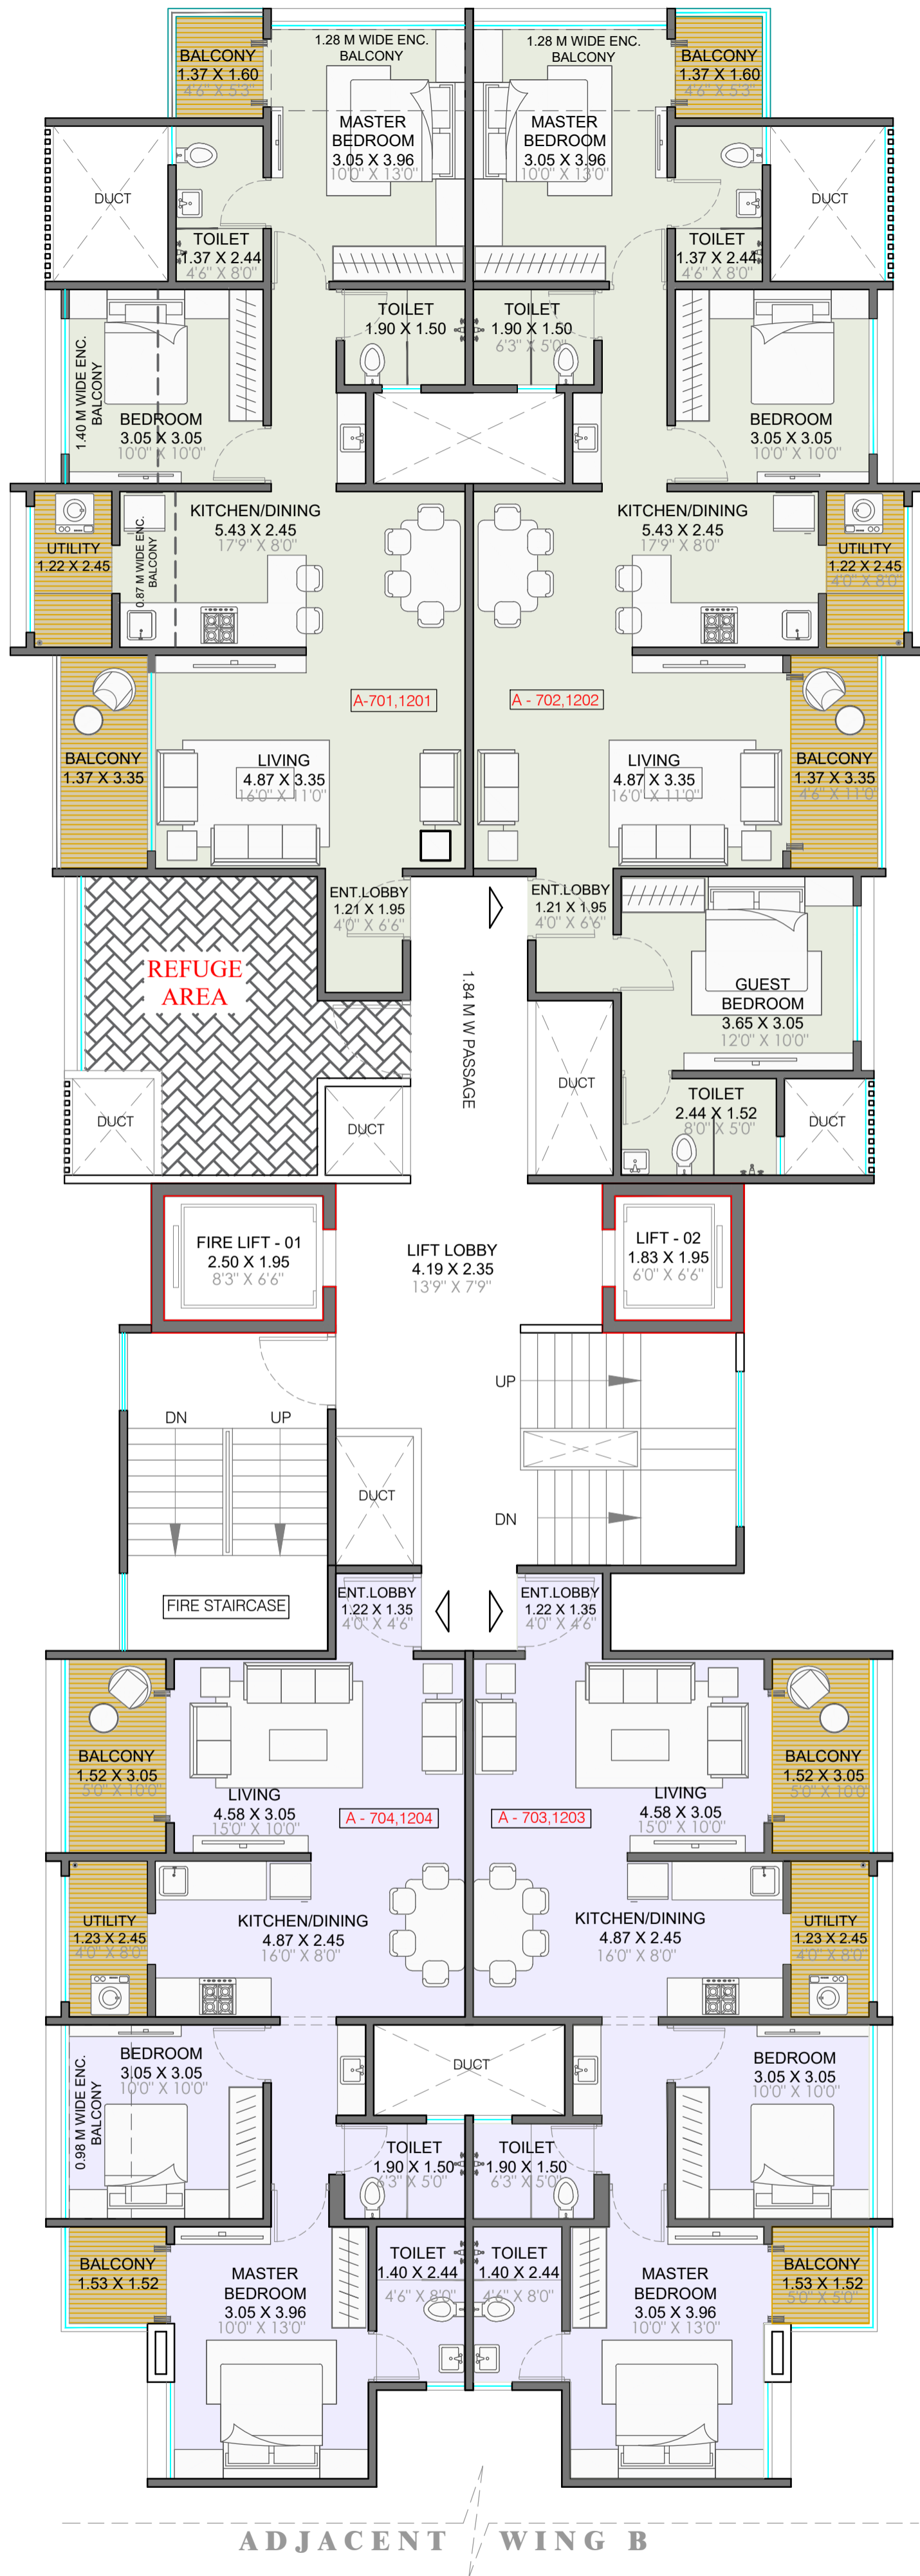 1.28 M WIDE ENC.
BALCONY
1.28 M WIDE ENC.
BALCONY
BALCONY
1.37 X 1.60
4'6" X 5'3"
BALCONY
1.37 X 1.60
4'6" X 5'3"
MASTER
BEDROOM
3.05 X 3.96
10'0" X 13'0"
MASTER
BEDROOM
3.05 X 3.96
10'0" X 13'0"
DUCT
DUCT
TOILET
1.37 X 2.44
4'6" X 8'0"
TOILET
1.37 X 2.44
4'6" X 8'0"
TOILET
1.90 X 1.50
TOILET
1.90 X 1.50
6'3" X 5'0"
1.40 M WIDE ENC.
BALCONY
BEDROOM
3.05 X 3.05
10'0" X 10'0"
BEDROOM
3.05 X 3.05
10'0" X 10'0"
KITCHEN/DINING
5.43 X 2.45
17'9" X 8'0"
KITCHEN/DINING
5.43 X 2.45
17'9" X 8'0"
UTILITY
1.22 X 2.45
0.87 M WIDE ENC.
BALCONY
UTILITY
1.22 X 2.45
4'0" X 8'0"
A-701,1201
A - 702,1202
BALCONY
1.37 X 3.35
LIVING
4.87 X 3.35
16'0" X 11'0"
LIVING
4.87 X 3.35
16'0" X 11'0"
BALCONY
1.37 X 3.35
4'6" X 11'0"
ENT.LOBBY
1.21 X 1.95
4'0" X 6'6"
ENT.LOBBY
1.21 X 1.95
4'0" X 6'6"
REFUGE
AREA
1.84 M W PASSAGE
GUEST
BEDROOM
3.65 X 3.05
12'0" X 10'0"
DUCT
DUCT
DUCT
TOILET
2.44 X 1.52
8'0" X 5'0"
DUCT
FIRE LIFT - 01
2.50 X 1.95
8'3" X 6'6"
LIFT LOBBY
4.19 X 2.35
13'9" X 7'9"
LIFT - 02
1.83 X 1.95
6'0" X 6'6"
UP
DN
UP
DUCT
DN
FIRE STAIRCASE
ENT.LOBBY
1.22 X 1.35
4'0" X 4'6"
ENT.LOBBY
1.22 X 1.35
4'0" X 4'6"
BALCONY
1.52 X 3.05
5'0" X 10'0"
BALCONY
1.52 X 3.05
5'0" X 10'0"
LIVING
4.58 X 3.05
15'0" X 10'0"
LIVING
4.58 X 3.05
15'0" X 10'0"
A - 704,1204
A - 703,1203
UTILITY
1.23 X 2.45
4'0" X 8'0"
KITCHEN/DINING
4.87 X 2.45
16'0" X 8'0"
KITCHEN/DINING
4.87 X 2.45
16'0" X 8'0"
UTILITY
1.23 X 2.45
4'0" X 8'0"
0.98 M WIDE ENC.
BALCONY
BEDROOM
3.05 X 3.05
10'0" X 10'0"
DUCT
BEDROOM
3.05 X 3.05
10'0" X 10'0"
TOILET
1.90 X 1.50
6'3" X 5'0"
TOILET
1.90 X 1.50
6'3" X 5'0"
BALCONY
1.53 X 1.52
MASTER
BEDROOM
3.05 X 3.96
10'0" X 13'0"
TOILET
1.40 X 2.44
4'6" X 8'0"
TOILET
1.40 X 2.44
4'6" X 8'0"
MASTER
BEDROOM
3.05 X 3.96
10'0" X 13'0"
BALCONY
1.53 X 1.52
5'0" X 5'0"
ADJACENT WING B